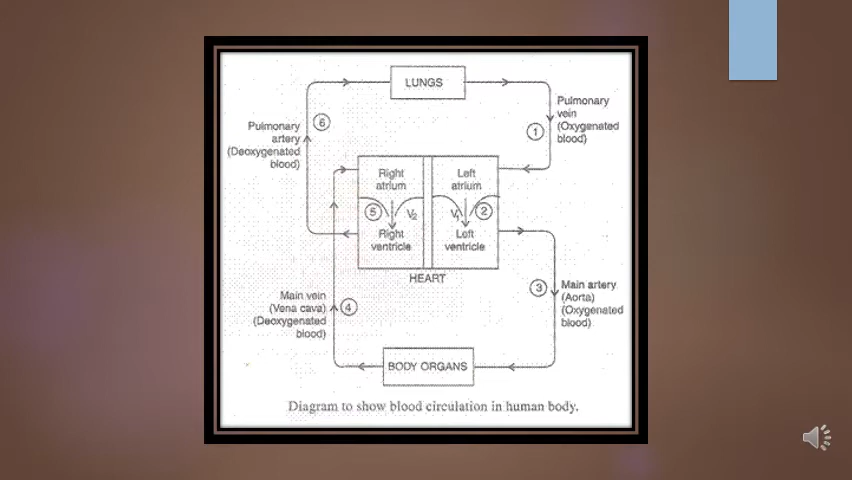 LUNGS
Pulmonary
vein
(Oxygenated
blood)
1
6
Pulmonary
artery
(Deoxygenated
blood)
Right
atrium
Left
atrium
5
V2
V1
2
Right
ventricle
Left
ventricle
HEART
3
Main artery
(Aorta)
(Oxygenated
blood)
Main vein
(Vena cava)
(Deoxygenated
blood)
4
BODY ORGANS
Diagram to show blood circulation in human body.